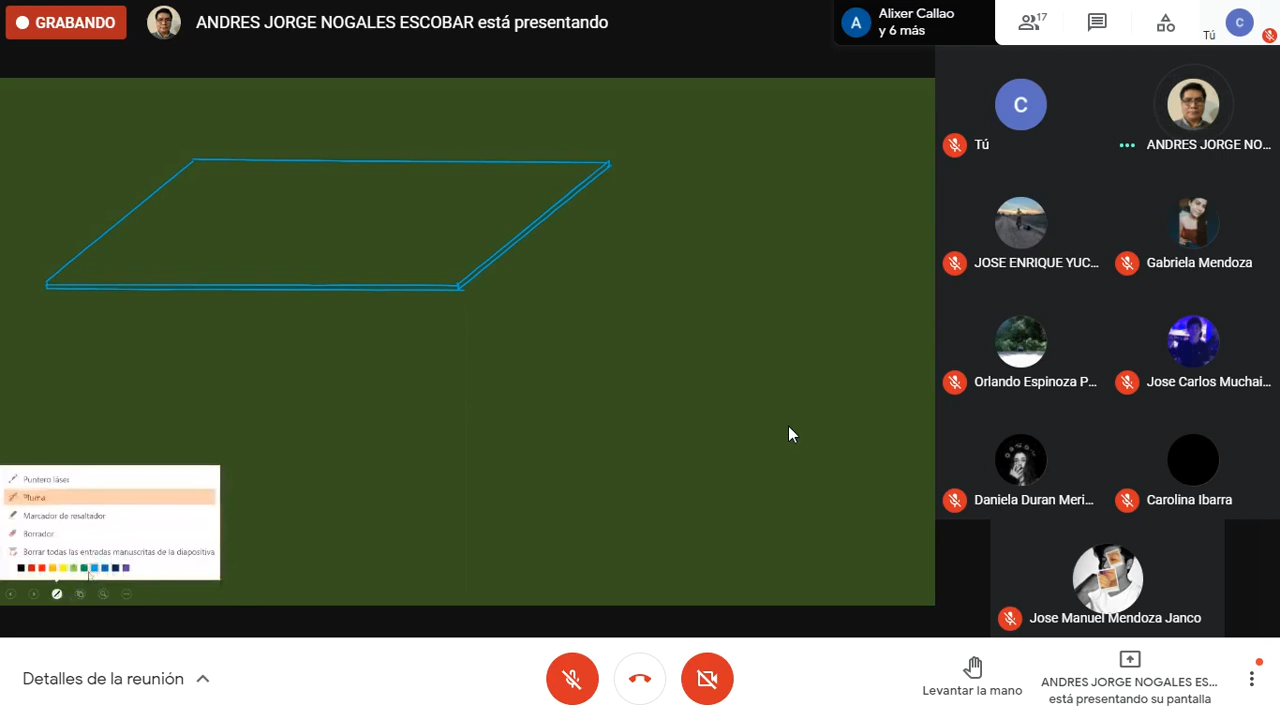 GRABANDO
ANDRES JORGE NOGALES ESCOBAR está presentando
A
Alixer Callao
y 6 más
17
Tú
C
C
Tú
ANDRES JORGE NO...
JOSE ENRIQUE YUC...
Gabriela Mendoza
Orlando Espinoza P...
Jose Carlos Muchai...
Daniela Duran Meri...
Carolina Ibarra
Jose Manuel Mendoza Janco
Puntero láser
Pluma
Marcador de resaltador
Borrador
Borrar todas las entradas manuscritas de la diapositiva
Detalles de la reunión
Levantar la mano
ANDRES JORGE NOGALES ES...
está presentando su pantalla